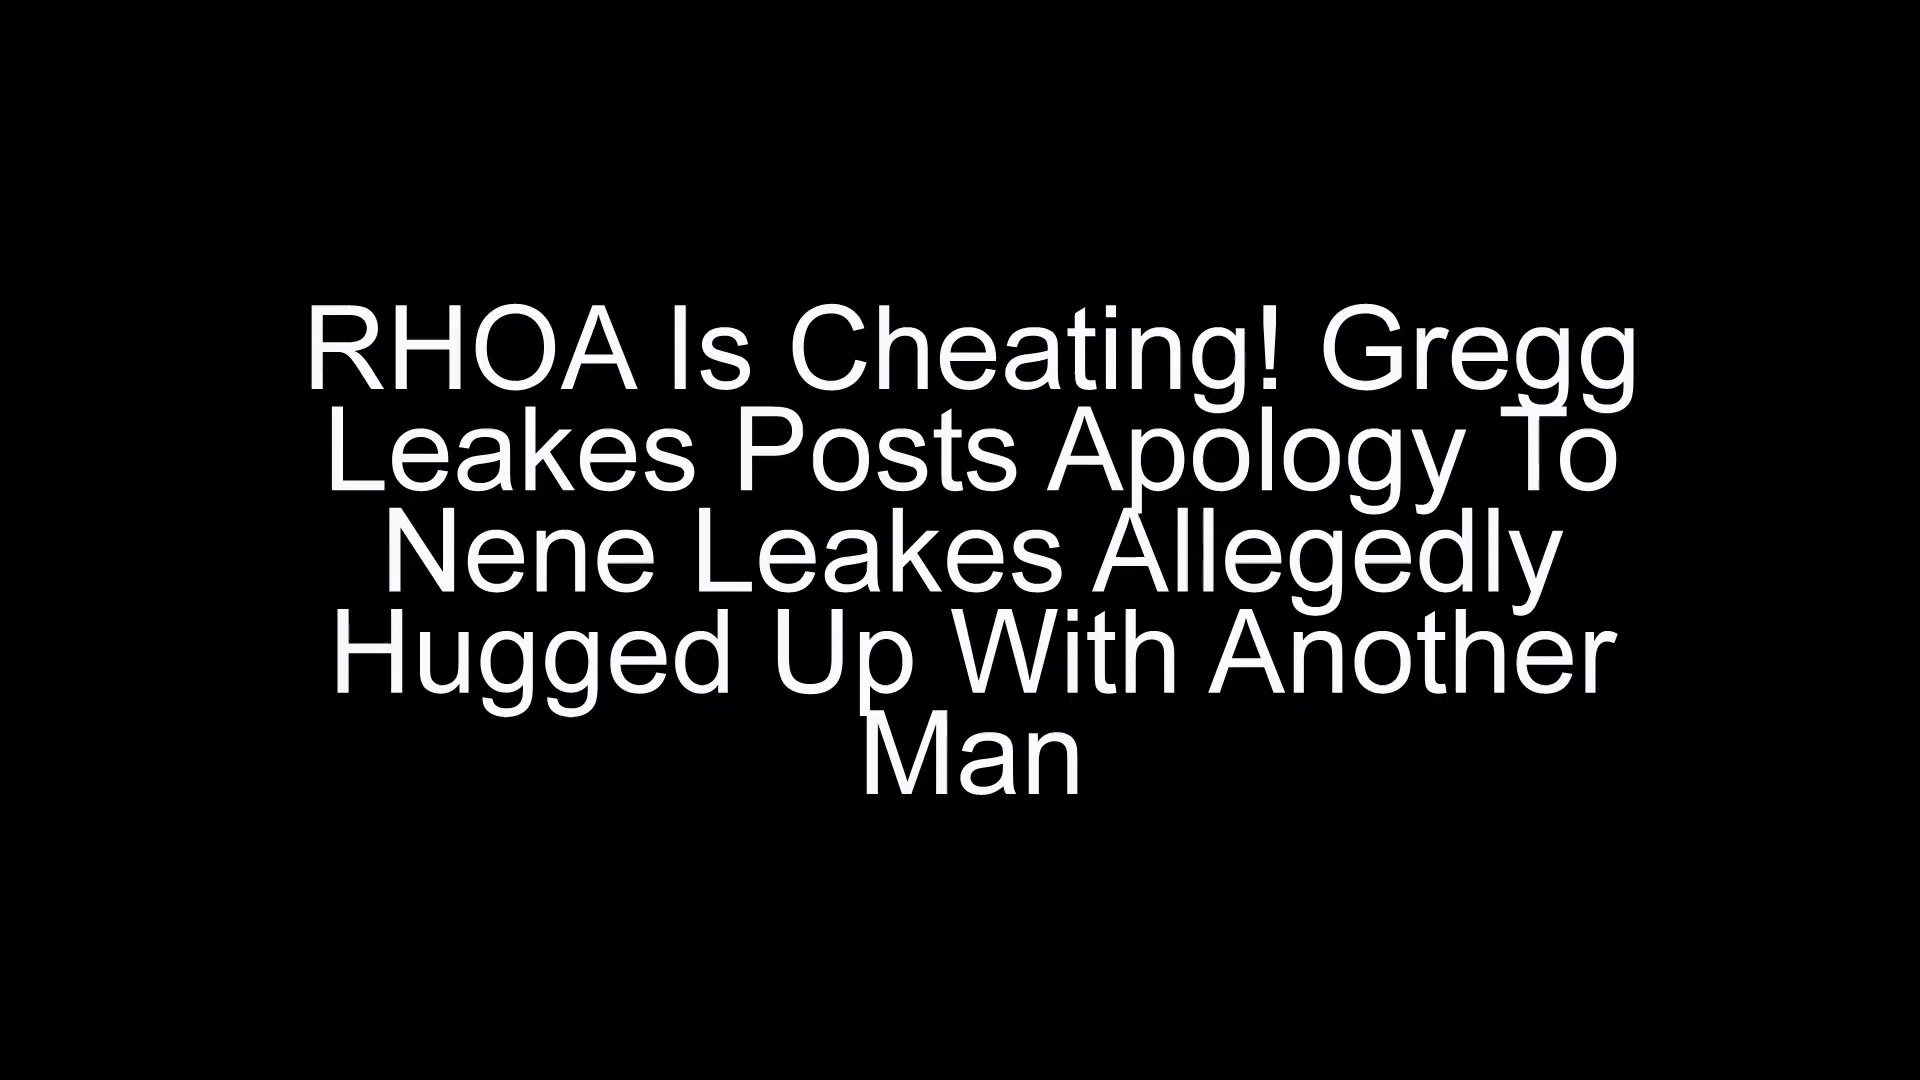 RHOA Is Cheating! Gregg
Leakes Posts Apology To
Nene Leakes Allegedly
Hugged Up With Another
Man